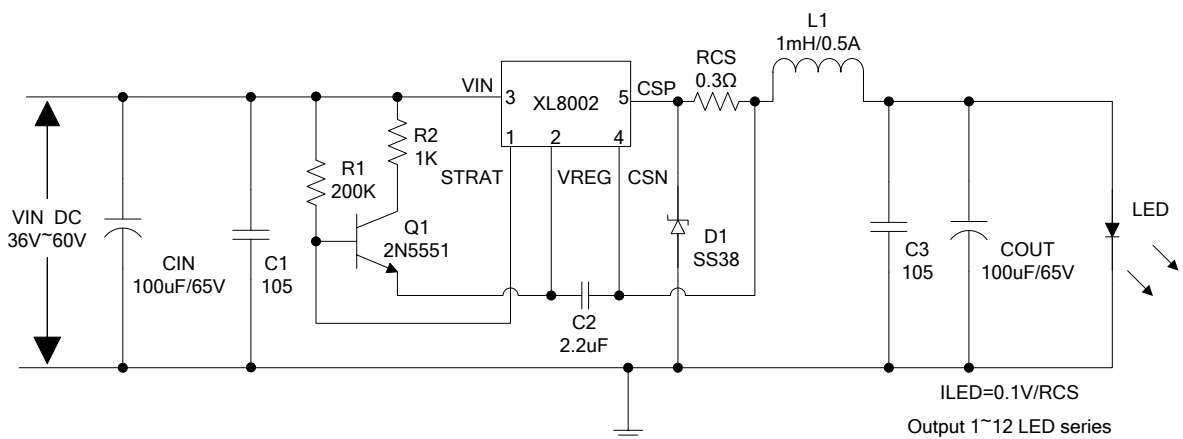 L1
1mH/0.5A
RCS
0.3Ω
VIN
3
XL8002
5
CSP
1
2
4
R2
1K
R1
200K
STRAT
VREG
CSN
VIN DC
36V~60V
Q1
2N5551
LED
D1
SS38
CIN
100uF/65V
C1
105
C3
105
COUT
100uF/65V
C2
2.2uF
ILED=0.1V/RCS
Output 1~12 LED series